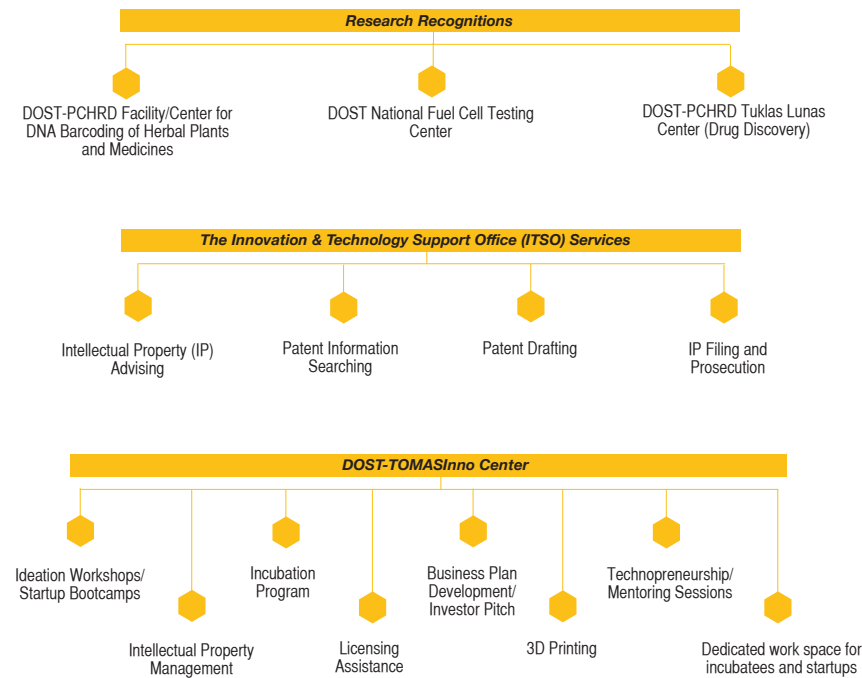 Research Recognitions
DOST-PCHRD Facility/Center for
DNA Barcoding of Herbal Plants
and Medicines
DOST National Fuel Cell Testing
Center
DOST-PCHRD Tuklas Lunas
Center (Drug Discovery)
The Innovation & Technology Support Office (ITSO) Services
Intellectual Property (IP)
Advising
Patent Information
Searching
Patent Drafting
IP Filing and
Prosecution
DOST-TOMASInno Center
Ideation Workshops/
Startup Bootcamps
Intellectual Property
Management
Incubation
Program
Licensing
Assistance
Business Plan
Development/
Investor Pitch
3D Printing
Technopreneurship/
Mentoring Sessions
Dedicated work space for
incubatees and startups